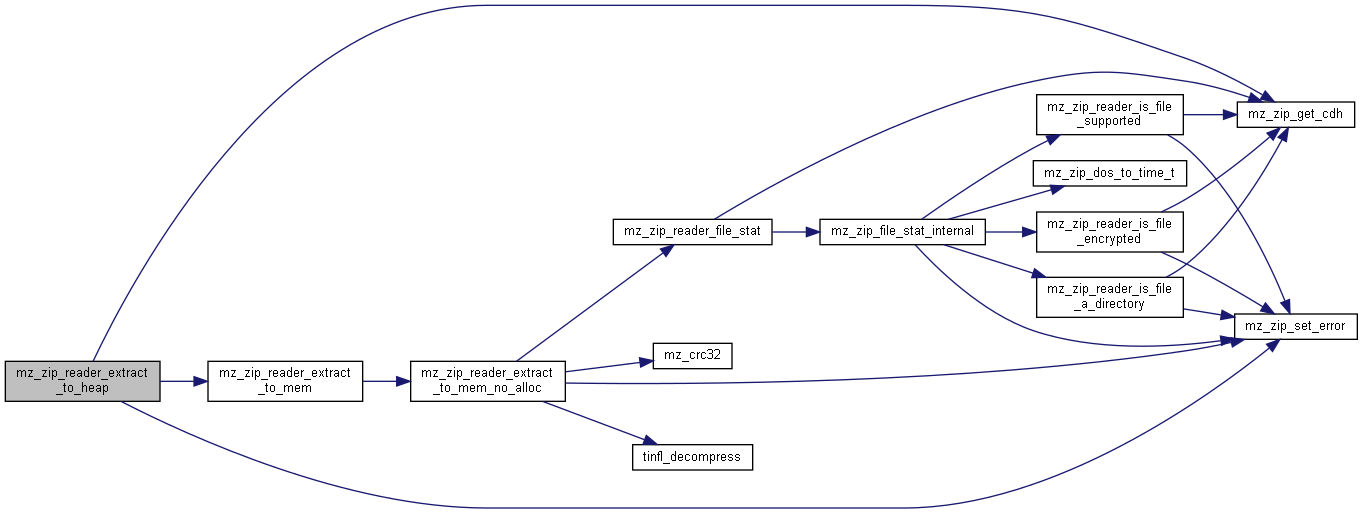 mz_zip_reader_extract
_to_heap
mz_zip_reader_extract
_to_mem
mz_zip_reader_extract
_to_mem_no_alloc
mz_zip_reader_file_stat
mz_crc32
tinfl_decompress
mz_zip_file_stat_internal
mz_zip_reader_is_file
_supported
mz_zip_dos_to_time_t
mz_zip_reader_is_file
_encrypted
mz_zip_reader_is_file
_a_directory
mz_zip_get_cdh
mz_zip_set_error